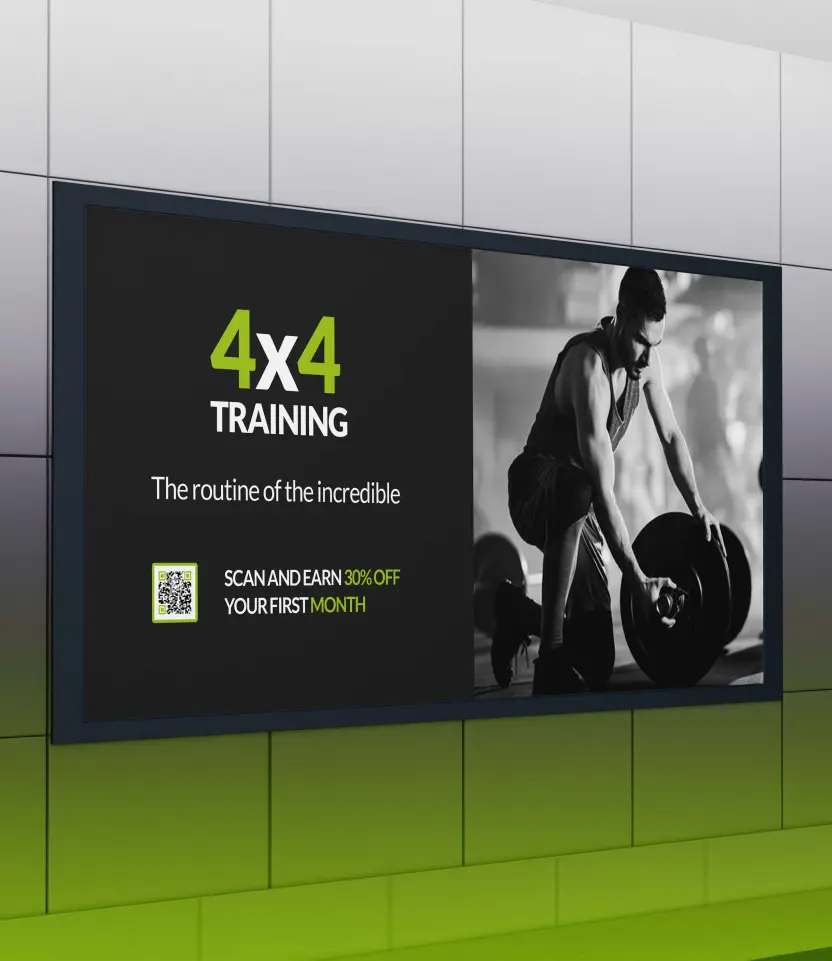 4x4
TRAINING
The routine of the incredible
SCAN AND EARN 30% OFF
YOUR FIRST MONTH